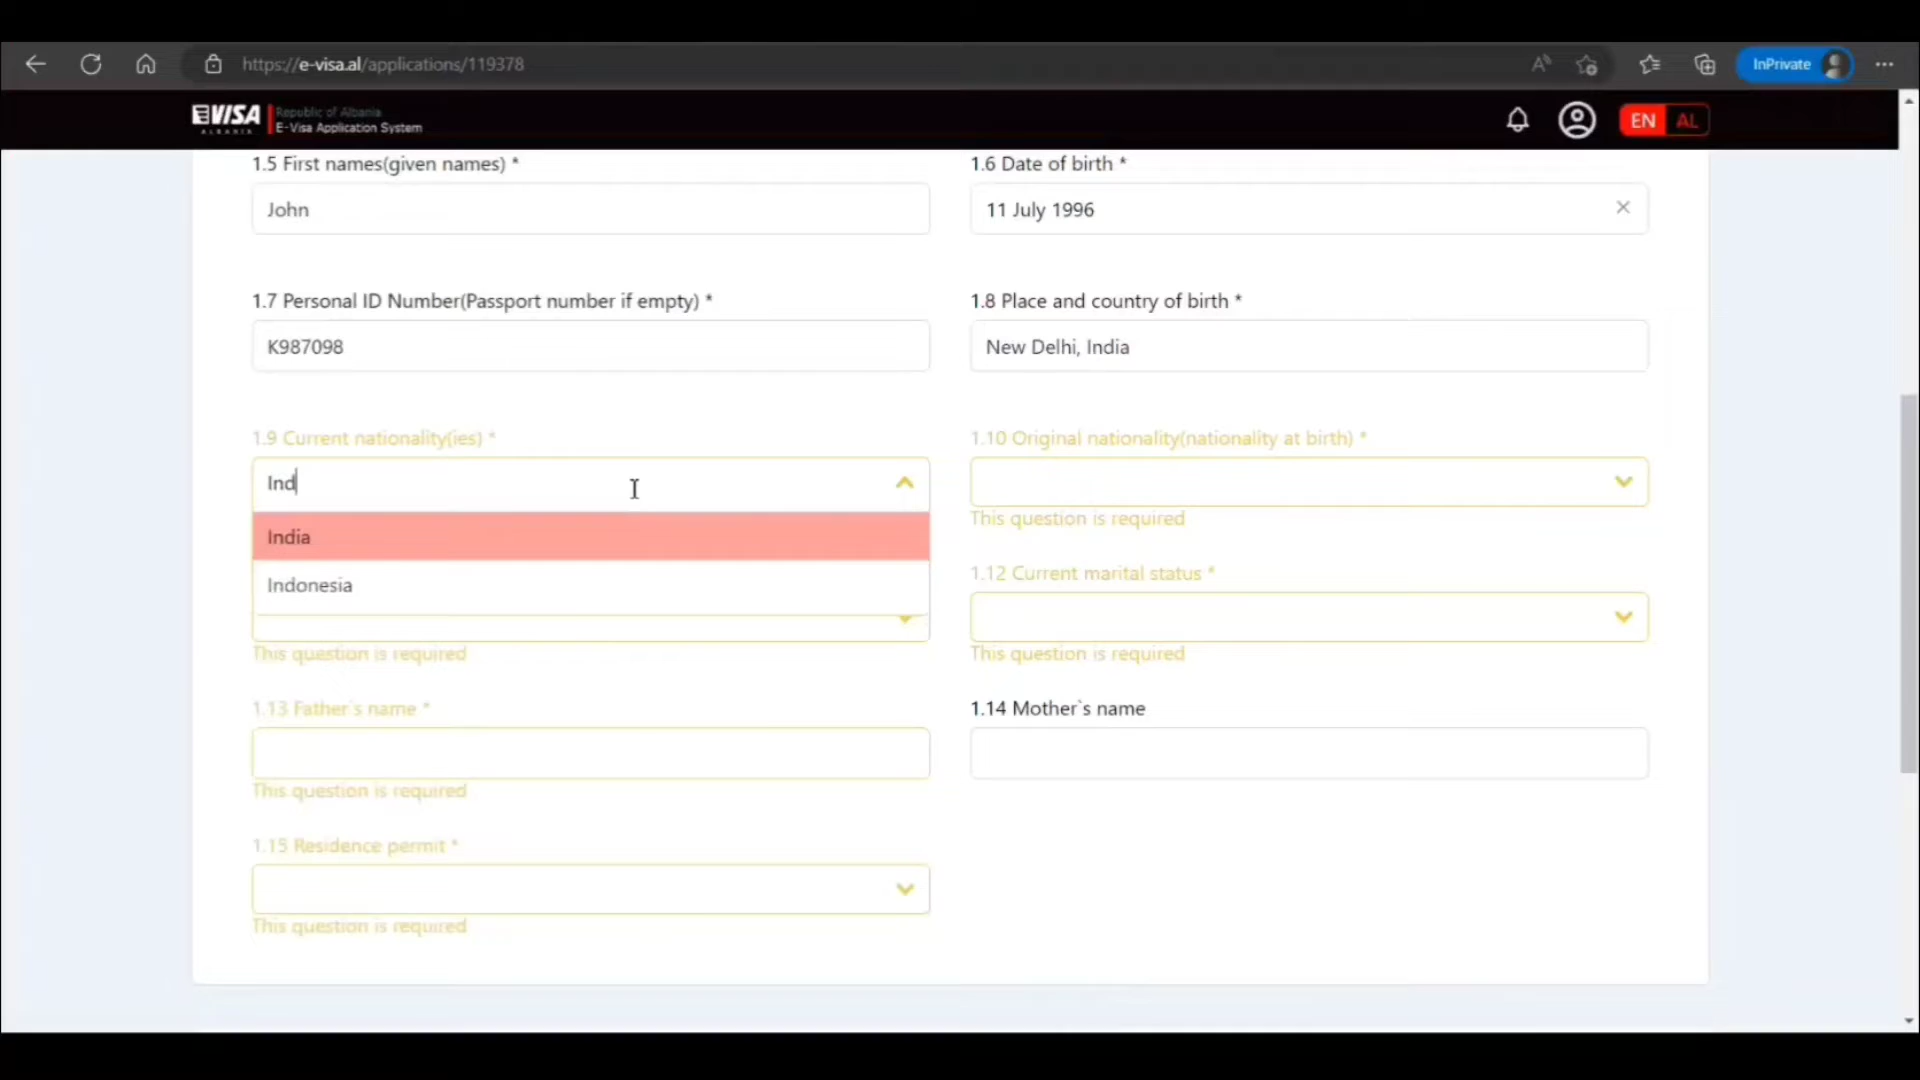 https://e-visa.al/applications/119378
InPrivate
EVISA
ALBANIA
Republic of Albania
E-Visa Application System
EN AL
1.5 First names(given names) *
1.6 Date of birth *
John
11 July 1996
1.7 Personal ID Number(Passport number if empty) *
1.8 Place and country of birth *
K987098
New Delhi, India
1.9 Current nationality(ies) *
1.10 Original nationality(nationality at birth) *
Ind
India
This question is required
Indonesia
1.12 Current marital status *
This question is required
This question is required
1.13 Father`s name *
1.14 Mother`s name
This question is required
1.15 Residence permit *
This question is required